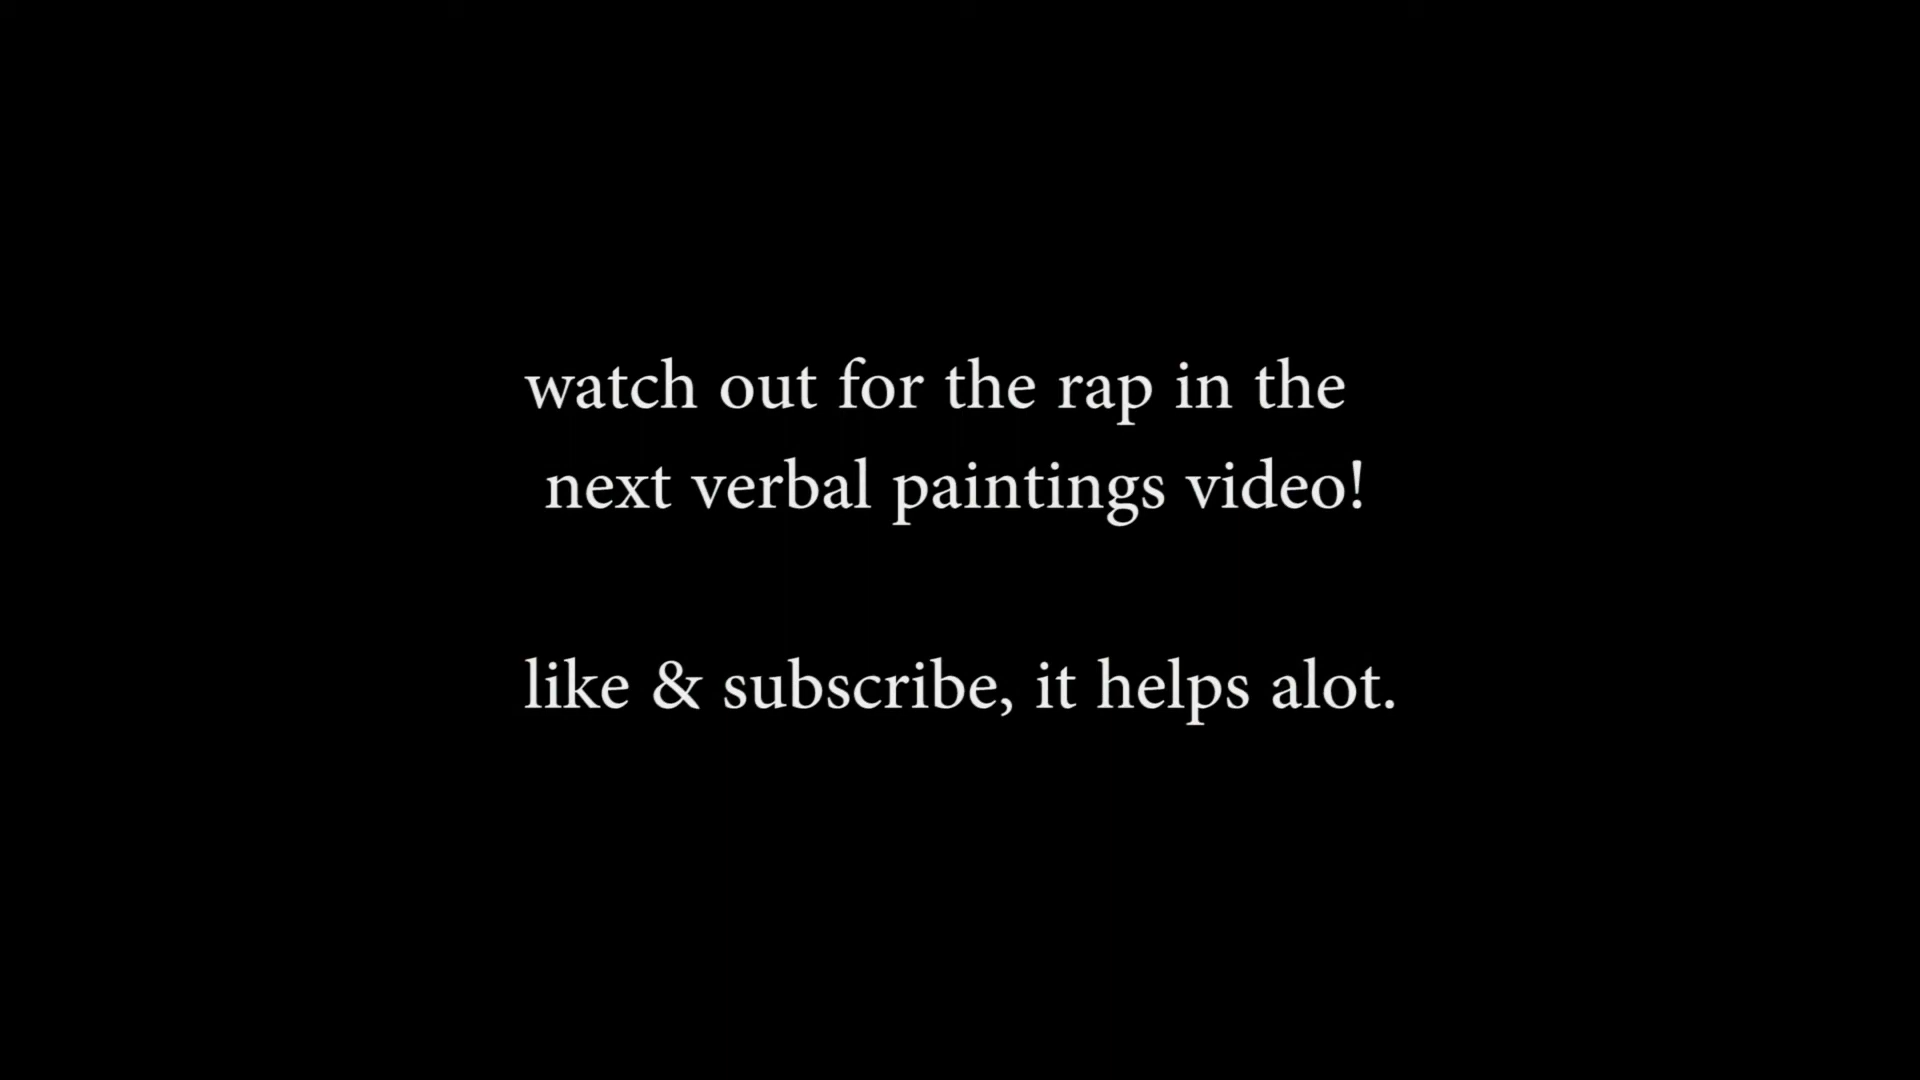 watch out for the rap in the
next verbal paintings video!
like & subscribe, it helps alot.